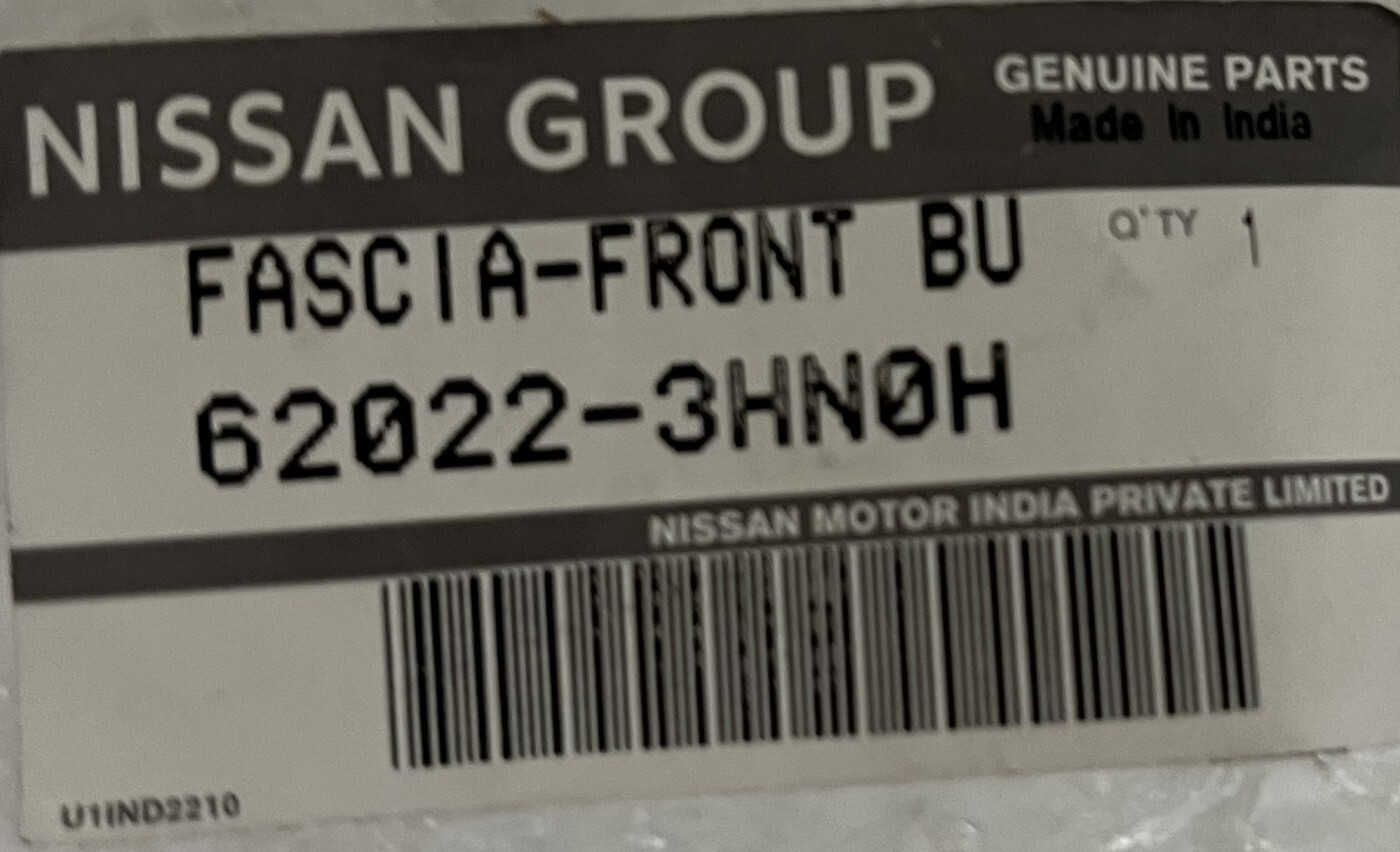 NISSAN GROUP GENUINE PARTS
Made in India
FASCIA-FRONT BU Q'TY 1
62022-3HN0H
NISSAN MOTOR INDIA PRIVATE LIMITED
U1IND2210